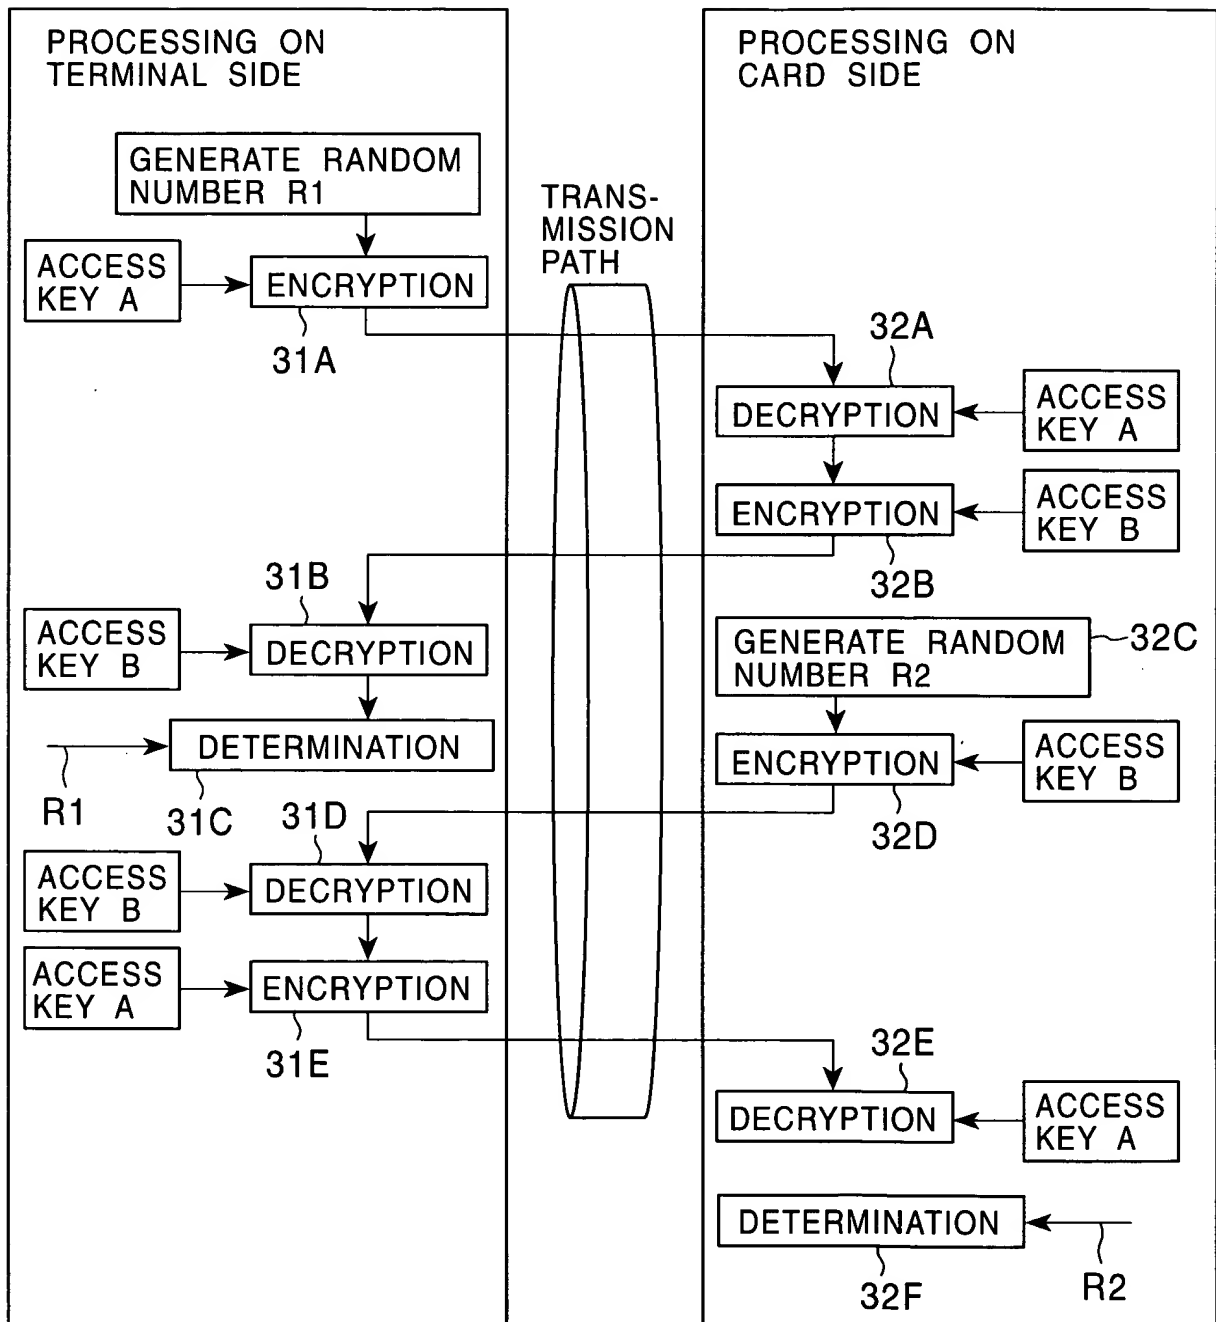 PROCESSING ON
TERMINAL SIDE
PROCESSING ON
CARD SIDE
GENERATE RANDOM
NUMBER R1
TRANS-
MISSION
PATH
ACCESS
KEY A
ENCRYPTION
31A
32A
DECRYPTION
ACCESS
KEY A
ENCRYPTION
ACCESS
KEY B
32B
31B
ACCESS
KEY B
DECRYPTION
GENERATE RANDOM
NUMBER R2
32C
DETERMINATION
R1
31C
ENCRYPTION
ACCESS
KEY B
32D
31D
ACCESS
KEY B
DECRYPTION
ACCESS
KEY A
ENCRYPTION
31E
32E
DECRYPTION
ACCESS
KEY A
DETERMINATION
32F
R2